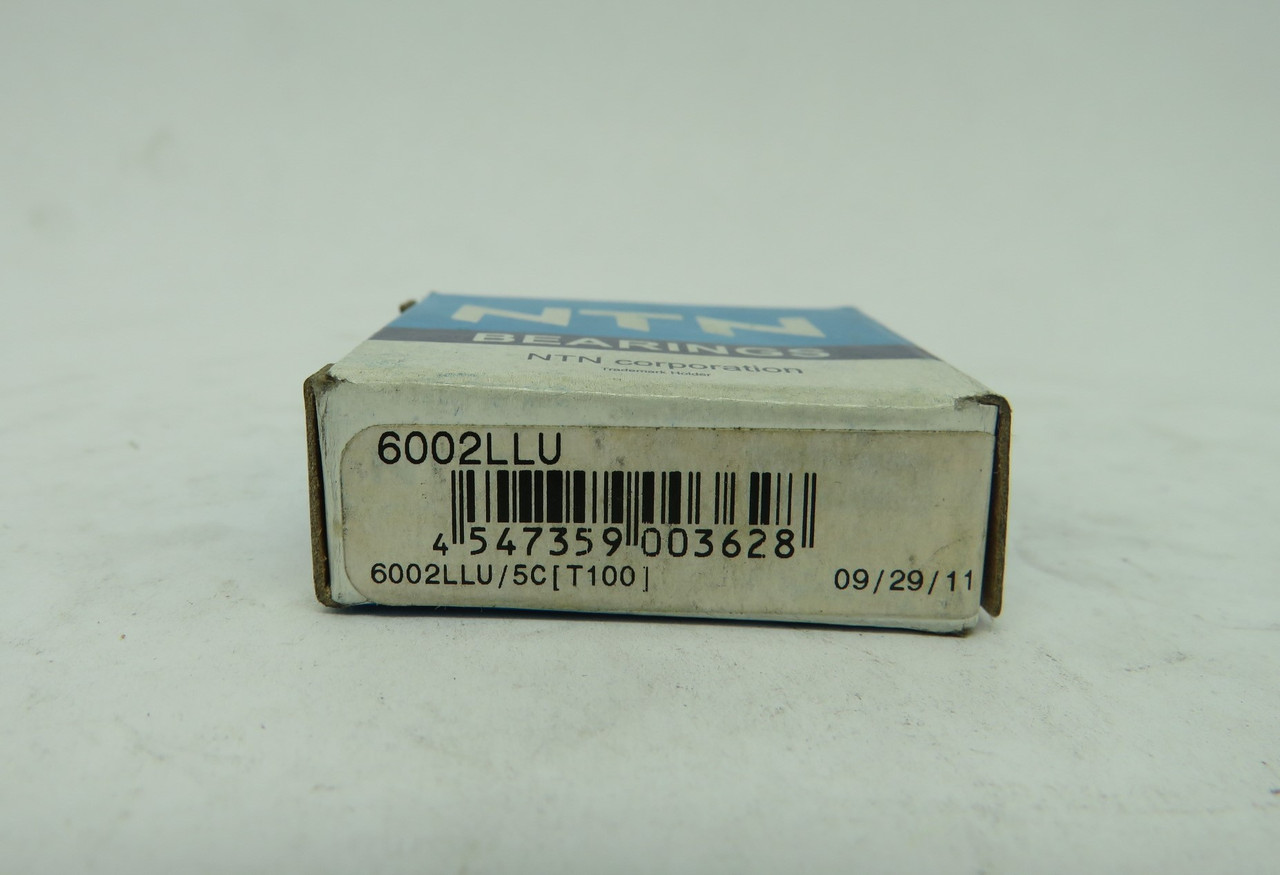 NTN
BEARINGS
NTN corporation
Trademark Holder
6002LLU
4 547359 003628
6002LLU/5C[T100]
09/29/11